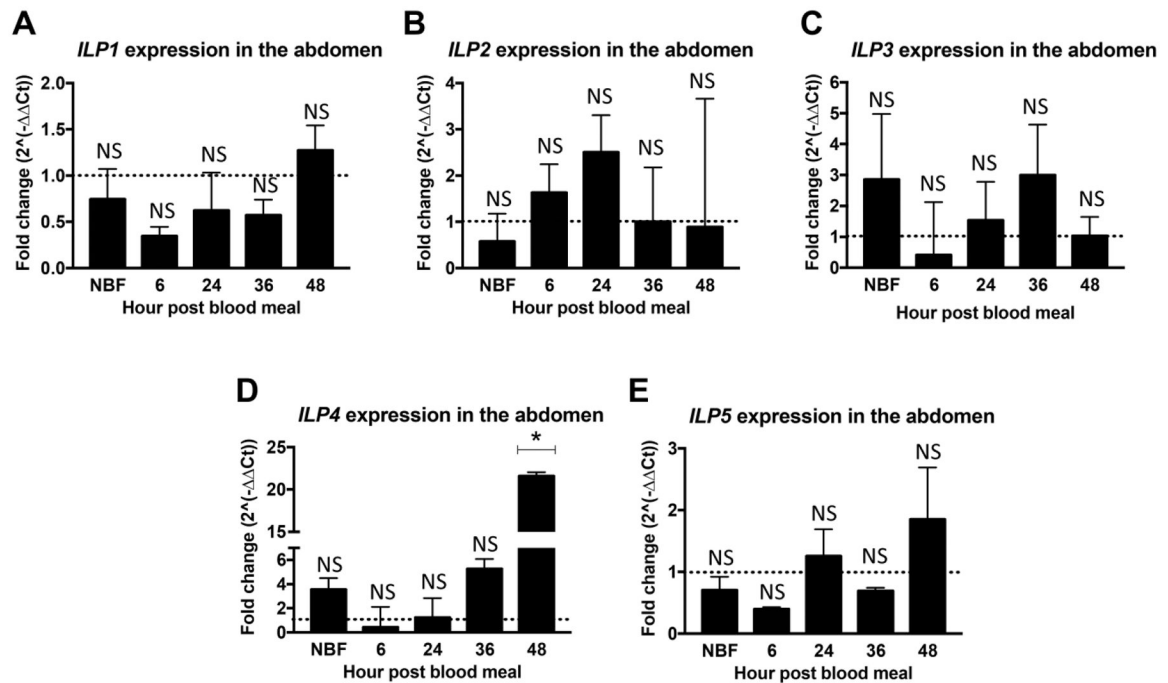 A
ILP1 expression in the abdomen
Fold change (2^(-ΔΔCt))
2.0
1.5
1.0
0.5
0.0
NS
NS
NS
NS
NS
NBF 6 24 36 48
Hour post blood meal
B
ILP2 expression in the abdomen
Fold change (2^(-ΔΔCt))
4
3
2
1
0
NS
NS
NS
NS
NS
NBF 6 24 36 48
Hour post blood meal
C
ILP3 expression in the abdomen
Fold change (2^(-ΔΔCt))
6
5
4
3
2
1
0
NS
NS
NS
NS
NS
NBF 6 24 36 48
Hour post blood meal
D
ILP4 expression in the abdomen
Fold change (2^(-ΔΔCt))
25
20
15
6
4
2
0
NS
NS
NS
NS
*
NBF 6 24 36 48
Hour post blood meal
E
ILP5 expression in the abdomen
Fold change (2^(-ΔΔCt))
3
2
1
0
NS
NS
NS
NS
NS
NBF 6 24 36 48
Hour post blood meal